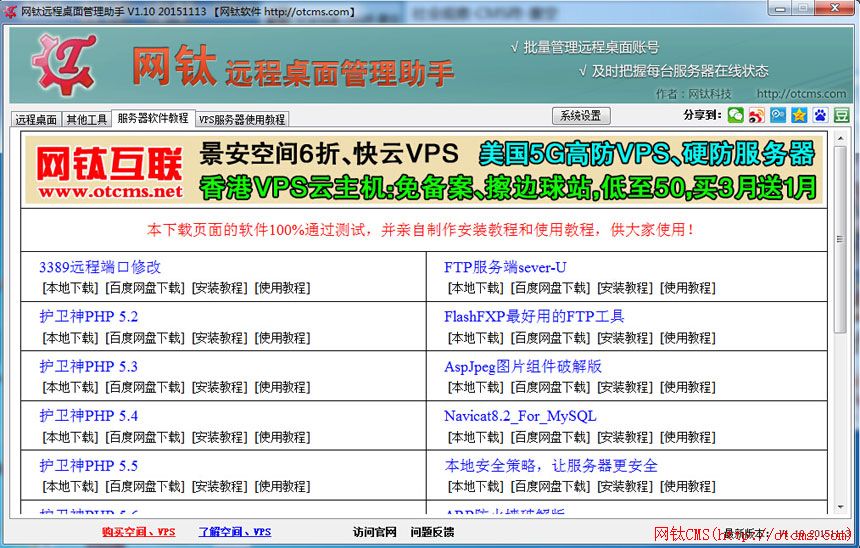 网钛远程桌面管理助手 V1.10 20151113 【网钛软件 http://otcms.com】
网钛 远程桌面管理助手
√ 批量管理远程桌面账号
√ 及时把握每台服务器在线状态
作者：网钛科技 http://otcms.com
远程桌面 其他工具 服务器软件教程 VPS服务器使用教程 系统设置 分享到：
网钛互联 景安空间6折、快云VPS 美国5G高防VPS、硬防服务器
www.otcms.net 香港VPS云主机:免备案、擦边球站,低至50,买3月送1月
本下载页面的软件100%通过测试，并亲自制作安装教程和使用教程，供大家使用！
3389远程端口修改 FTP服务端sever-U
[本地下载] [百度网盘下载] [安装教程] [使用教程] [本地下载] [百度网盘下载] [安装教程] [使用教程]
护卫神PHP 5.2 FlashFXP最好用的FTP工具
[本地下载] [百度网盘下载] [安装教程] [使用教程] [本地下载] [百度网盘下载] [安装教程] [使用教程]
护卫神PHP 5.3 AspJpeg图片组件破解版
[本地下载] [百度网盘下载] [安装教程] [使用教程] [本地下载] [百度网盘下载] [安装教程] [使用教程]
护卫神PHP 5.4 Navicat8.2_For_MySQL
[本地下载] [百度网盘下载] [安装教程] [使用教程] [本地下载] [百度网盘下载] [安装教程] [使用教程]
护卫神PHP 5.5 本地安全策略，让服务器更安全
[本地下载] [百度网盘下载] [安装教程] [使用教程] [本地下载] [百度网盘下载] [安装教程] [使用教程]
护卫神PHP 5.6 ARP防火墙破解版
购买空间、VPS 了解空间、VPS 访问官网 问题反馈 最新版本： V1.10 20151113
网钛CMS(http://otcms.com)